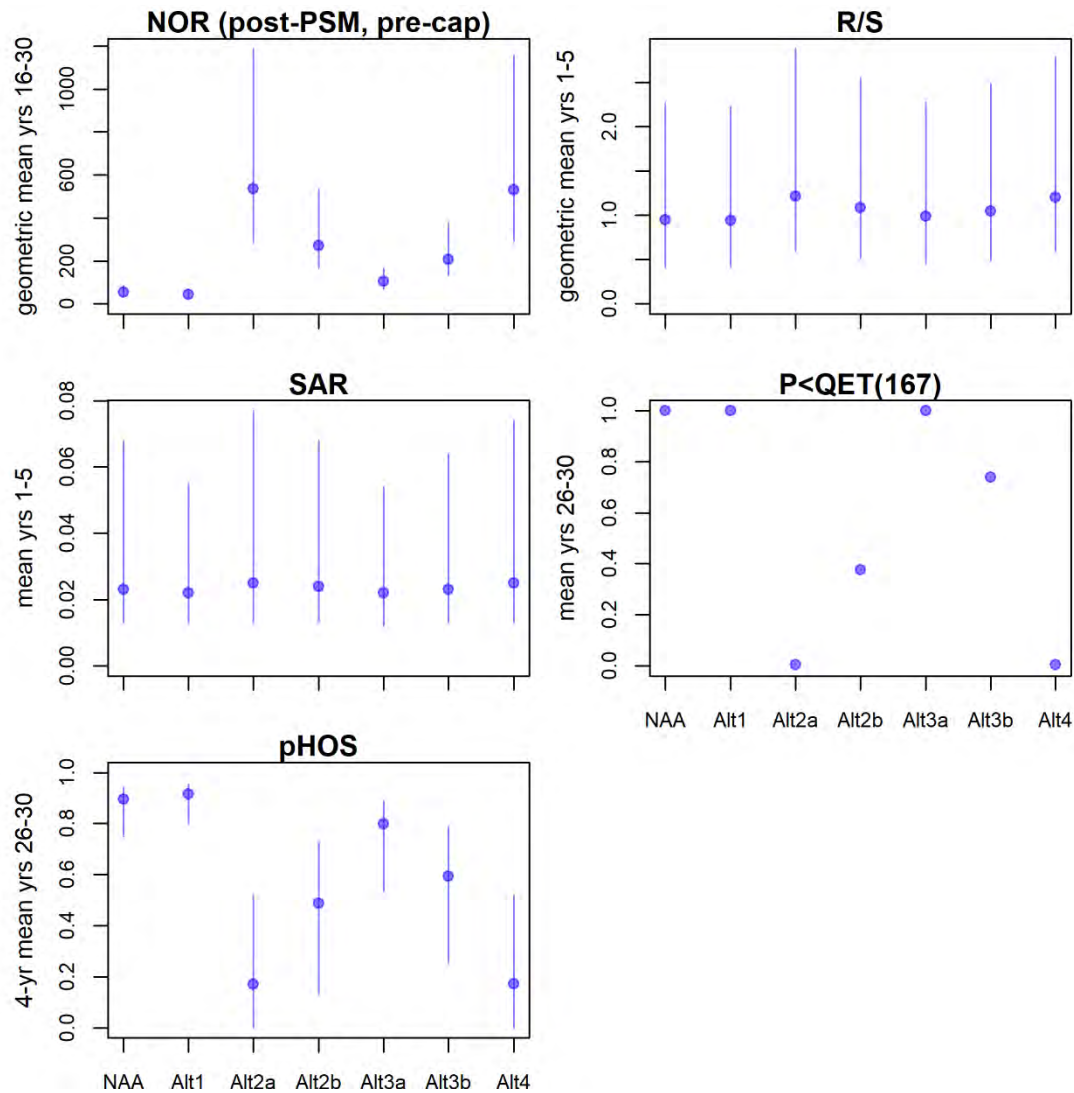 NOR (post-PSM, pre-cap)
geometric mean yrs 16-30
0
200
600
1000
R/S
geometric mean yrs 1-5
0.0
1.0
2.0
SAR
mean yrs 1-5
0.00
0.02
0.04
0.06
0.08
P<QET(167)
mean yrs 26-30
0.0
0.2
0.4
0.6
0.8
1.0
NAA Alt1 Alt2a Alt2b Alt3a Alt3b Alt4
pHOS
4-yr mean yrs 26-30
0.0
0.2
0.4
0.6
0.8
1.0
NAA Alt1 Alt2a Alt2b Alt3a Alt3b Alt4